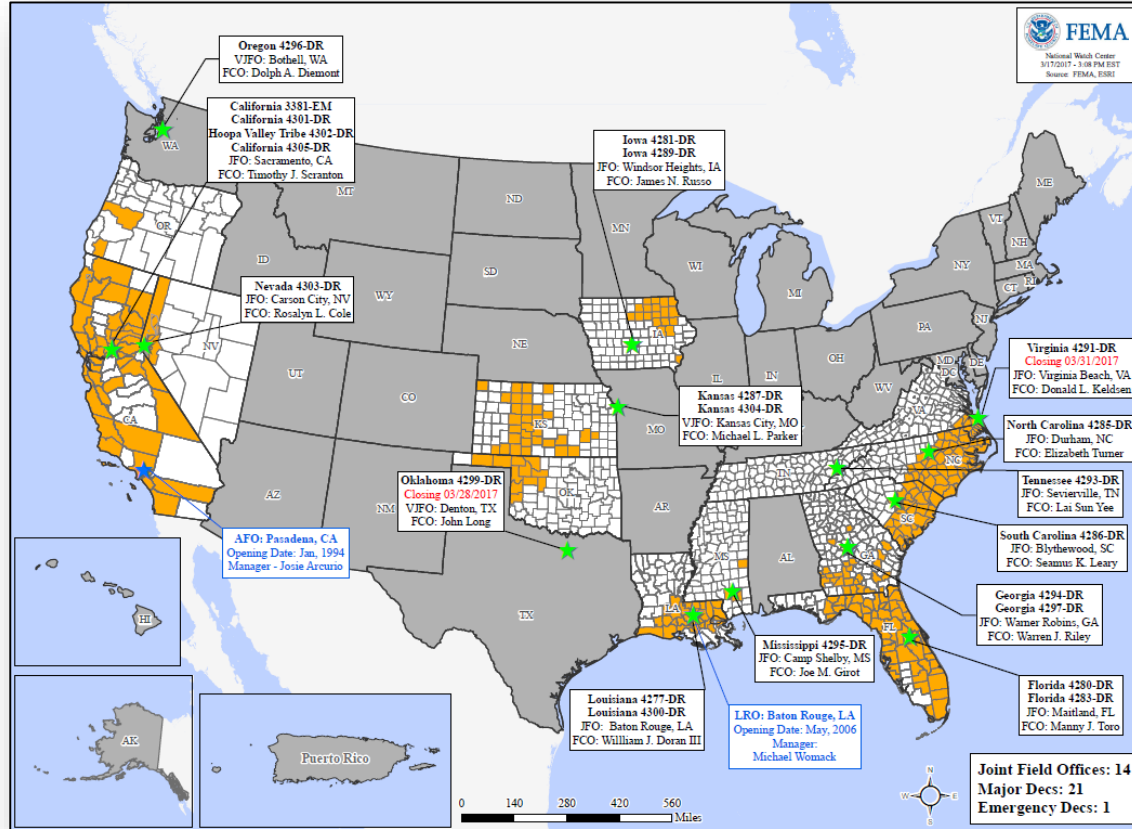 FEMA
National Watch Center
3/17/2017 - 3:08 PM EST
Source: FEMA, ESRI
Oregon 4296-DR
VJFO: Bothell, WA
FCO: Dolph A. Diemont
California 3381-EM
California 4301-DR
Hoopa Valley Tribe 4302-DR
California 4305-DR
JFO: Sacramento, CA
FCO: Timothy J. Scranton
Iowa 4281-DR
Iowa 4289-DR
JFO: Windsor Heights, IA
FCO: James N. Russo
Nevada 4303-DR
JFO: Carson City, NV
FCO: Rosalyn L. Cole
Virginia 4291-DR
Closing 03/31/2017
JFO: Virginia Beach, VA
FCO: Donald L. Keldsen
Kansas 4287-DR
Kansas 4304-DR
VJFO: Kansas City, MO
FCO: Michael L. Parker
North Carolina 4285-DR
JFO: Durham, NC
FCO: Elizabeth Turner
Oklahoma 4299-DR
Closing 03/28/2017
VJFO: Denton, TX
FCO: John Long
Tennessee 4293-DR
JFO: Sevierville, TN
FCO: Lai Sun Yee
South Carolina 4286-DR
JFO: Blythewood, SC
FCO: Seamus K. Leary
AFO: Pasadena, CA
Opening Date: Jan, 1994
Manager - Josie Arcurio
Georgia 4294-DR
Georgia 4297-DR
JFO: Warner Robins, GA
FCO: Warren J. Riley
Mississippi 4295-DR
JFO: Camp Shelby, MS
FCO: Joe M. Girot
Florida 4280-DR
Florida 4283-DR
JFO: Maitland, FL
FCO: Manny J. Toro
Louisiana 4277-DR
Louisiana 4300-DR
JFO: Baton Rouge, LA
FCO: Willliam J. Doran III
LRO: Baton Rouge, LA
Opening Date: May, 2006
Manager:
Michael Womack
WA
MT
ND
MN
ME
VT
NH
OR
ID
SD
WI
MI
NY
MA
CT
RI
WY
IA
PA
NJ
NV
NE
OH
MD
DE
DC
UT
CO
IL
IN
WV
VA
CA
KS
MO
TN
NC
AZ
NM
OK
AR
SC
MS
AL
GA
TX
LA
FL
HI
AK
Puerto Rico
N
W
E
S
0 140 280 420 560
Miles
Joint Field Offices: 14
Major Decs: 21
Emergency Decs: 1